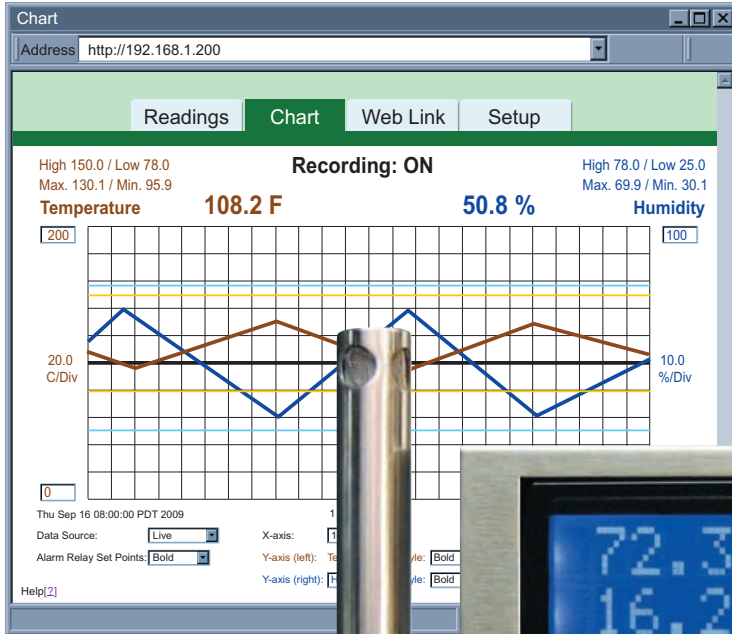 Chart
Address http://192.168.1.200
Readings Chart Web Link Setup
High 150.0 / Low 78.0 Recording: ON High 78.0 / Low 25.0
Max. 130.1 / Min. 95.9 Max. 69.9 / Min. 30.1
Temperature 108.2 F 50.8 % Humidity
200 100
20.0 10.0
C/Div %/Div
0
Thu Sep 16 08:00:00 PDT 2009
Data Source: Live X-axis:
Alarm Relay Set Points: Bold Y-axis (left): Bold
Y-axis (right): Bold
Help[?]
72.3
16.2